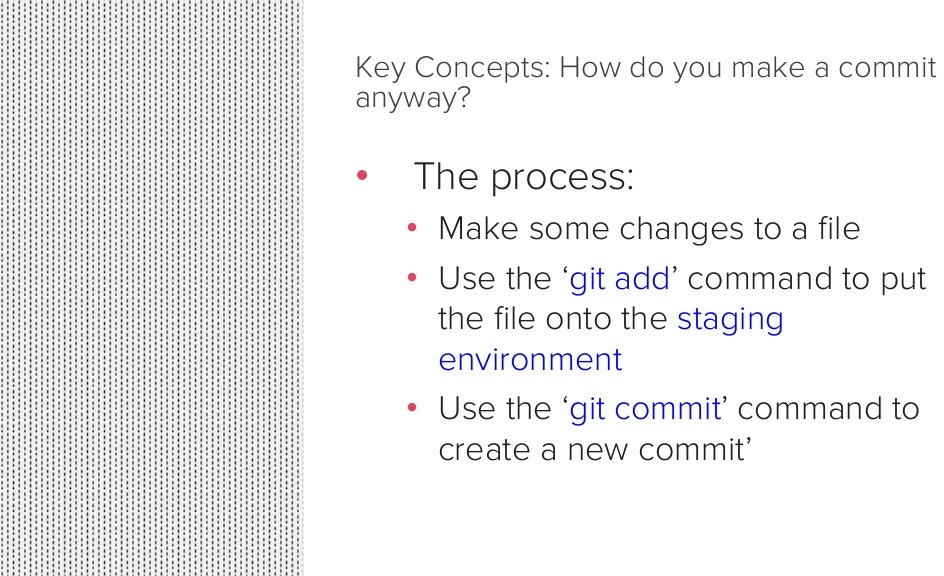 Key Concepts: How do you make a commit
anyway?
• The process:
• Make some changes to a file
• Use the ‘git add’ command to put
the file onto the staging
environment
• Use the ‘git commit’ command to
create a new commit’